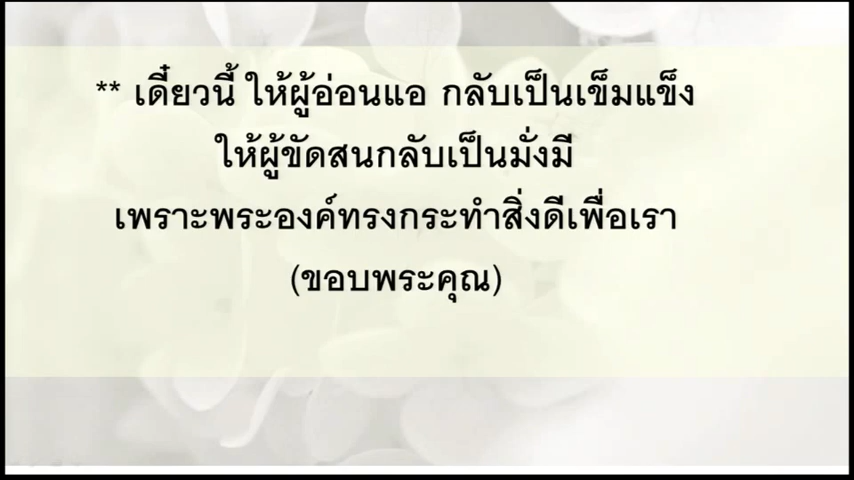 ** เดี๋ยวนี้ ให้ผู้อ่อนแอ กลับเป็นเข็มแข็ง
ให้ผู้ขัดสนกลับเป็นมั่งมี
เพราะพระองค์ทรงกระทำสิ่งดีเพื่อเรา
(ขอบพระคุณ)